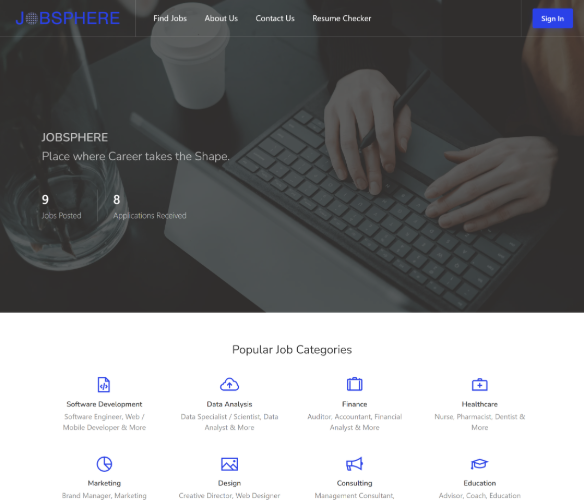 JOBSPHERE
Find Jobs
About Us
Contact Us
Resume Checker
Sign In
JOBSPHERE
Place where Career takes the Shape.
9
8
Jobs Posted
Applications Received
Popular Job Categories
Software Development
Data Analysis
Finance
Healthcare
Software Engineer, Web /
Data Specialist / Scientist, Data
Auditor, Accountant, Financial
Nurse, Pharmacist, Dentist &
Mobile Developer & More
Analyst & More
Analyst & More
More
Marketing
Design
Consulting
Education
Brand Manager, Marketing
Creative Director, Web Designer
Management Consultant,
Advisor, Coach, Education